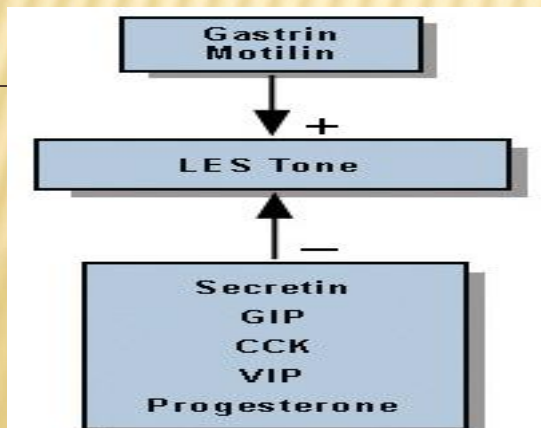 Gastrin
Motilin
+
LES Tone
—
Secretin
GIP
CCK
VIP
Progesterone